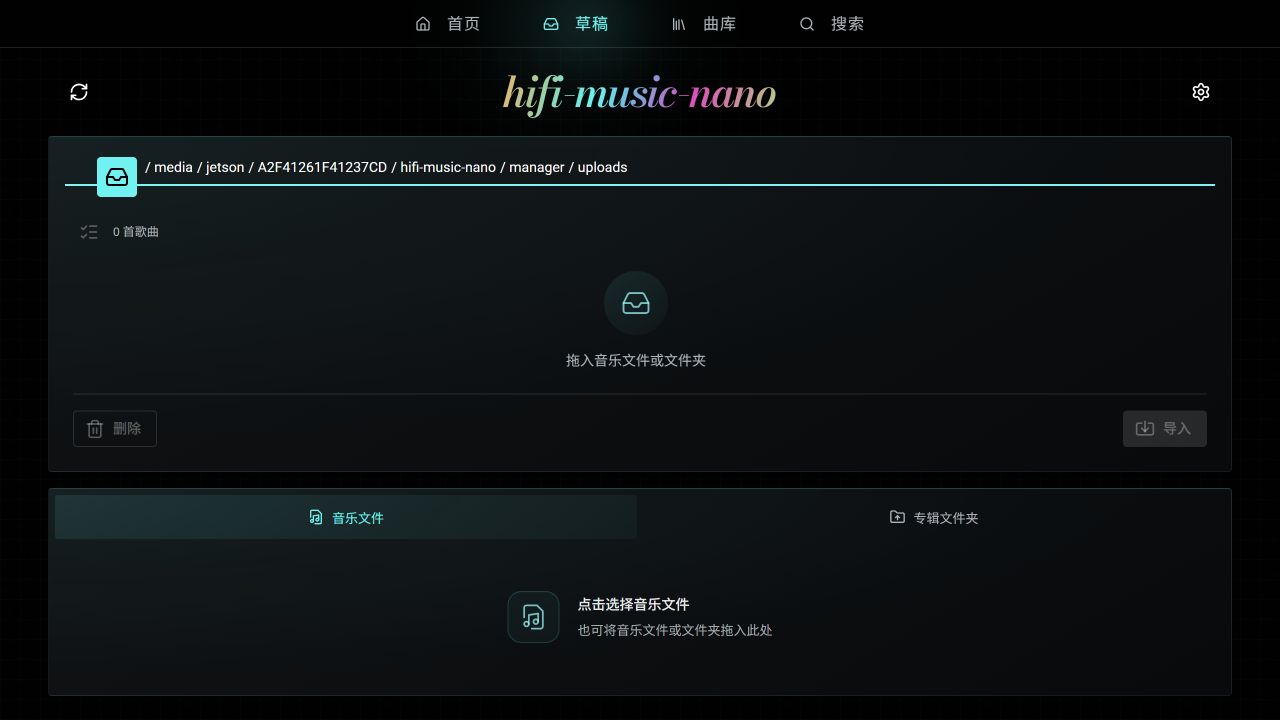 首页 草稿 曲库 搜索
hifi-music-nano
/ media / jetson / A2F41261F41237CD / hifi-music-nano / manager / uploads
0 首歌曲
拖入音乐文件或文件夹
删除 导入
音乐文件 专辑文件夹
点击选择音乐文件
也可将音乐文件或文件夹拖入此处